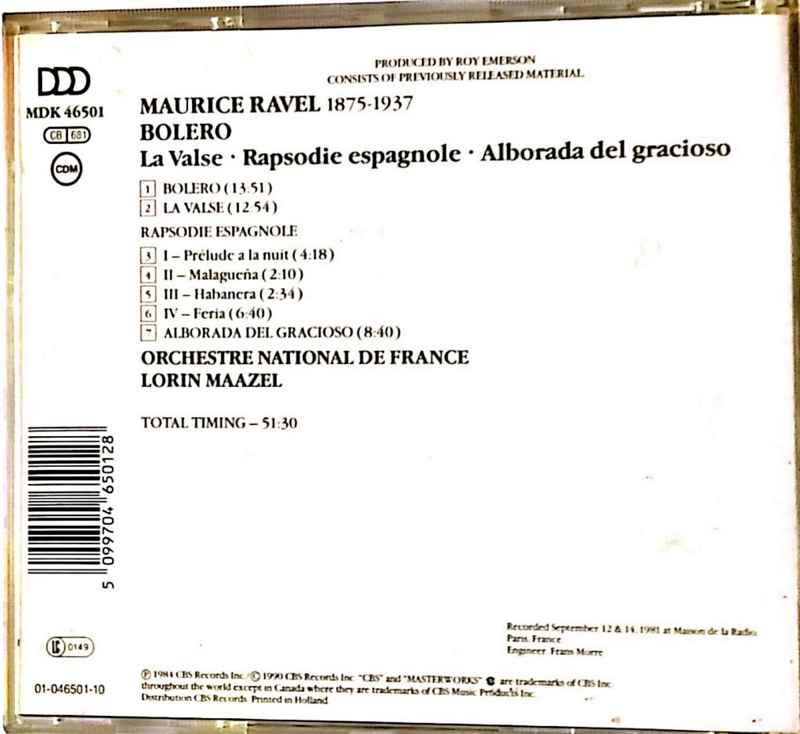 PRODUCED BY ROY EMERSON
CONSISTS OF PREVIOUSLY RELEASED MATERIAL
DDD
MDK 46501
CB 681
CDM
MAURICE RAVEL 1875-1937
BOLERO
La Valse · Rapsodie espagnole · Alborada del gracioso
1 BOLERO (13:51)
2 LA VALSE (12:54)
RAPSODIE ESPAGNOLE
3 I – Prélude a la nuit (4:18)
4 II – Malagueña (2:10)
5 III – Habanera (2:34)
6 IV – Feria (6:40)
7 ALBORADA DEL GRACIOSO (8:40)
ORCHESTRE NATIONAL DE FRANCE
LORIN MAAZEL
TOTAL TIMING – 51:30
5 099704 650128
Recorded September 12 & 14, 1981 at Maison de la Radio
Paris, France
Engineer: Frans Morre
LC 0149
01-046501-10
Ⓟ 1984 CBS Records Inc./Ⓒ 1990 CBS Records Inc. "CBS" and "MASTERWORKS" are trademarks of CBS Inc.
throughout the world except in Canada where they are trademarks of CBS Music Products Inc.
Distribution CBS Records. Printed in Holland